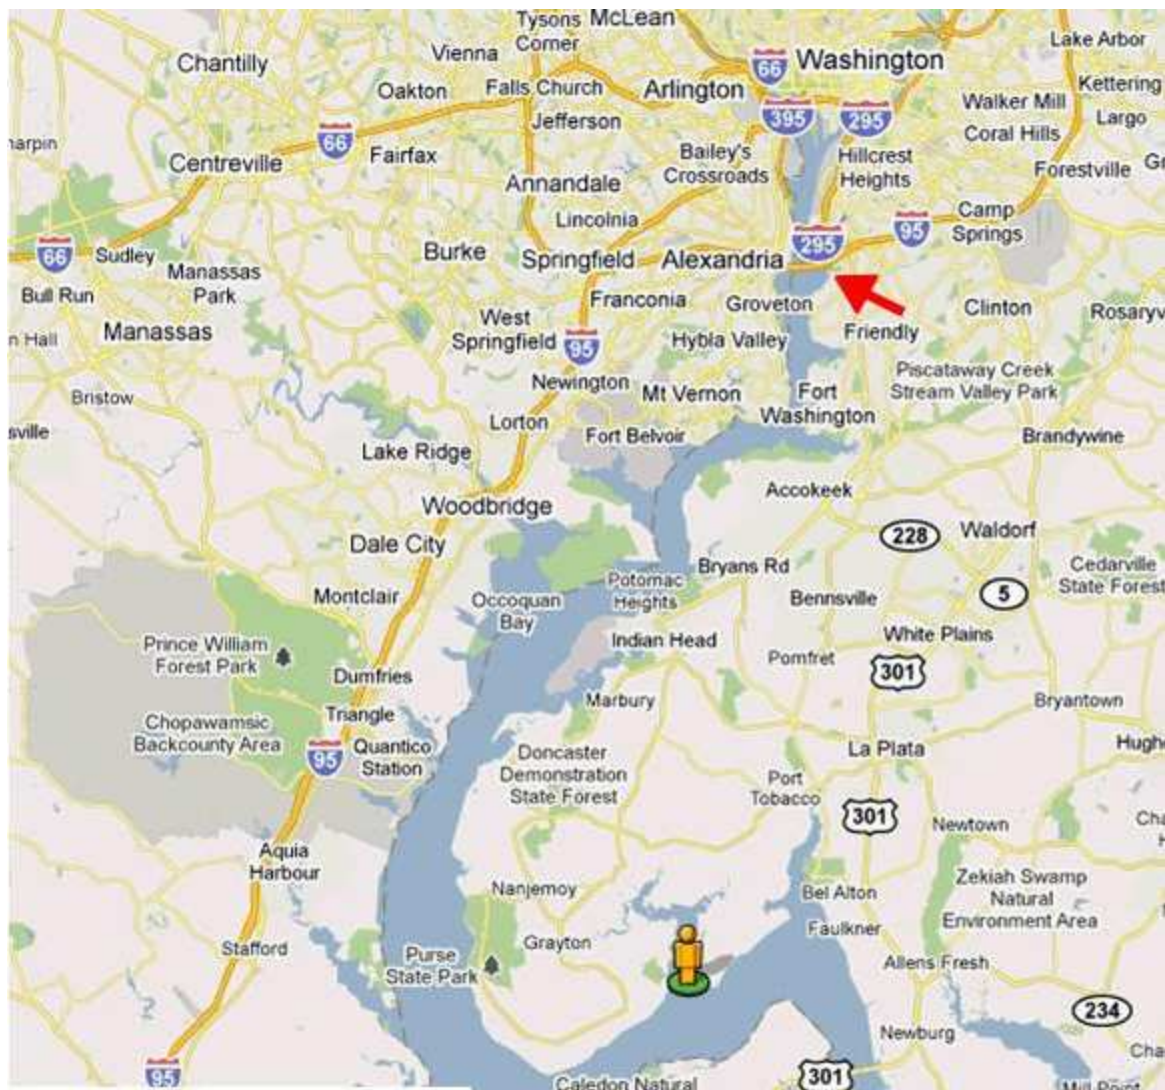 Tysons
Corner
McLean
Vienna
Chantilly
Lake Arbor
66
Washington
Oakton
Falls Church
Arlington
Kettering
Walker Mill
Largo
395
295
Jefferson
Coral Hills
66
Fairfax
Bailey's
Crossroads
Hillcrest
Heights
Centreville
Forestville
Annandale
Lincolnia
Camp
Springs
95
295
66
Sudley
Burke
Springfield
Alexandria
Manassas
Park
Bull Run
Franconia
Groveton
Clinton
Rosaryv
Manassas
West
Springfield
95
Hybla Valley
Friendly
n Hall
Newington
Mt Vernon
Fort
Washington
Piscataway Creek
Stream Valley Park
Bristow
Lorton
Fort Belvoir
sville
Brandywine
Lake Ridge
Accokeek
Woodbridge
228
Waldorf
Dale City
Bryans Rd
Cedarville
State Forest
Montclair
Occoquan
Bay
Potomac
Heights
Bennsville
5
Prince William
Forest Park
Indian Head
White Plains
Pomfret
301
Dumfries
Marbury
Bryantown
Triangle
Chopawamsic
Backcounty Area
95
Quantico
Station
Doncaster
Demonstration
State Forest
La Plata
Hugh
Port
Tobacco
301
Newtown
Aquia
Harbour
Nanjemoy
Bel Alton
Zekiah Swamp
Natural
Environment Area
Stafford
Grayton
Faulkner
Purse
State Park
Allens Fresh
234
Newburg
95
301
Caledon Natural